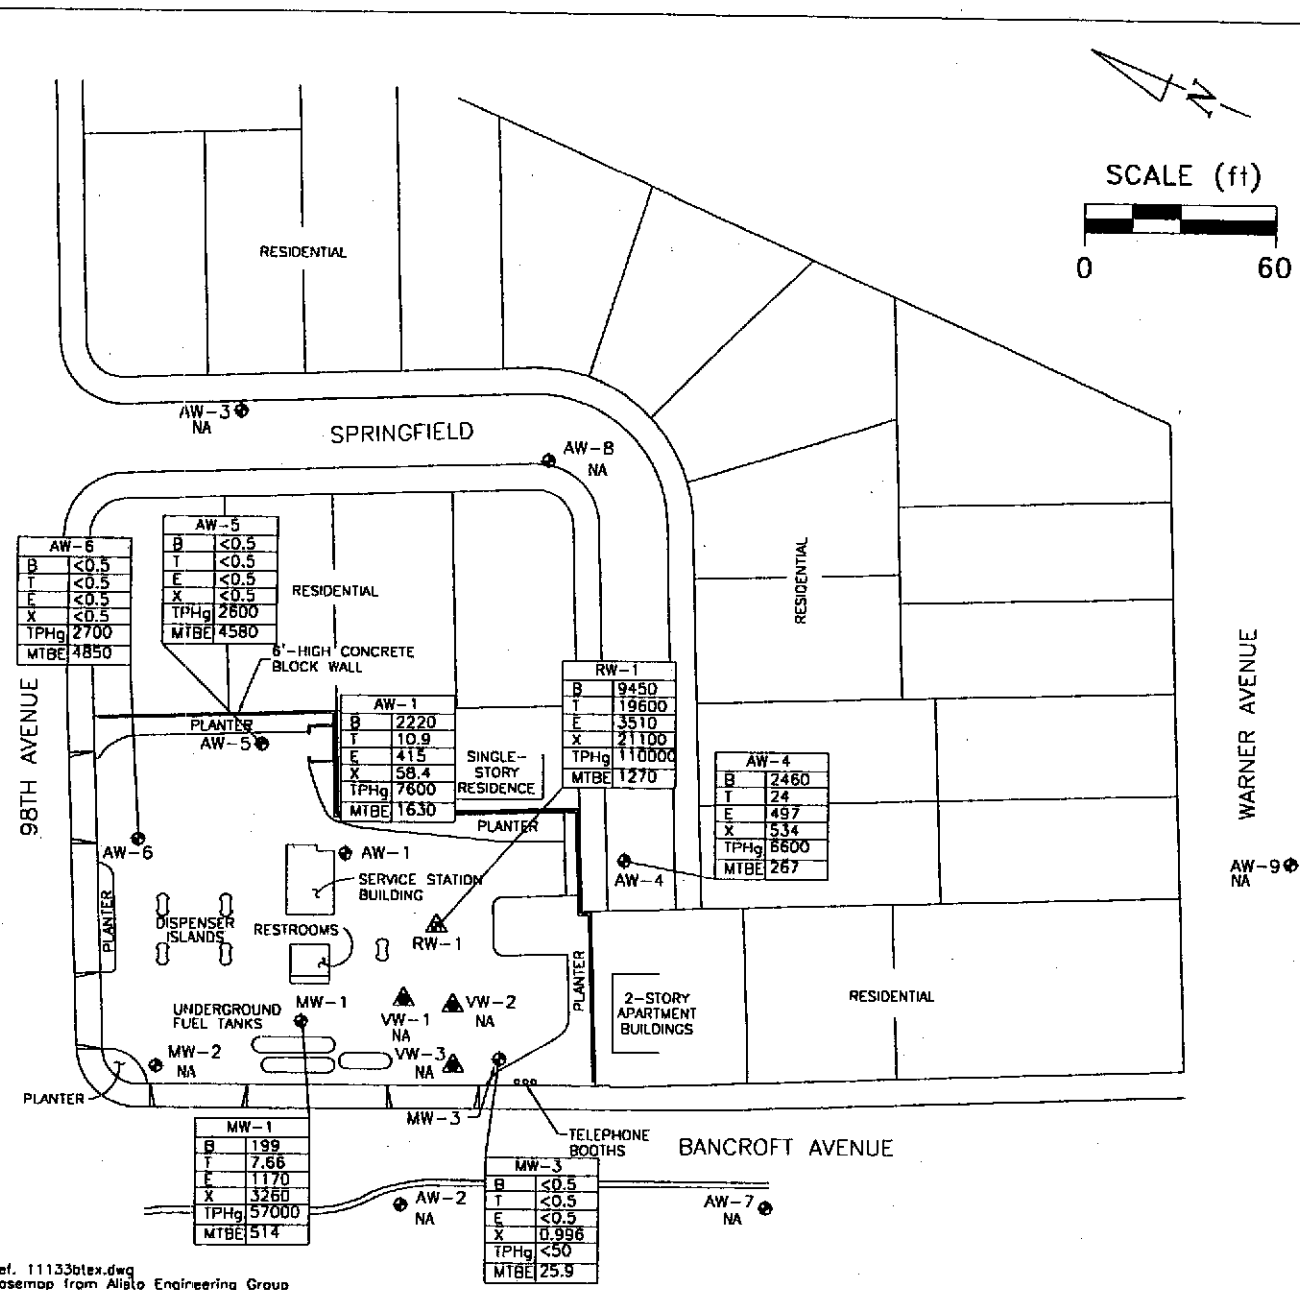 N
SCALE (ft)
0 60
RESIDENTIAL
AW-3
NA
SPRINGFIELD
AW-8
NA
AW-6
B <0.5
T <0.5
E <0.5
X <0.5
TPHg 2700
MTBE 4850
AW-5
B <0.5
T <0.5
E <0.5
X <0.5
TPHg 2600
MTBE 4580
RESIDENTIAL
6'-HIGH CONCRETE
BLOCK WALL
RESIDENTIAL
98TH AVENUE
WARNER AVENUE
PLANTER
AW-5
AW-1
B 2220
T 10.9
E 415
X 58.4
TPHg 7600
MTBE 1630
SINGLE-
STORY
RESIDENCE
RW-1
B 9450
T 19600
E 3510
X 21100
TPHg 110000
MTBE 1270
AW-4
B 2460
T 24
E 497
X 534
TPHg 6600
MTBE 267
PLANTER
AW-6
AW-1
SERVICE STATION
BUILDING
AW-4
AW-9
NA
PLANTER
DISPENSER
ISLANDS
RESTROOMS
RW-1
PLANTER
2-STORY
APARTMENT
BUILDINGS
RESIDENTIAL
UNDERGROUND
FUEL TANKS
MW-1
VW-1
NA
VW-2
NA
MW-2
NA
VW-3
NA
PLANTER
MW-3
TELEPHONE
BOOTHS
BANCROFT AVENUE
MW-1
B 199
T 7.66
E 1170
X 3260
TPHg 57000
MTBE 514
AW-2
NA
MW-3
B <0.5
T <0.5
E <0.5
X 0.996
TPHg <50
MTBE 25.9
AW-7
NA
ef. 11133btex.dwg
asemap from Alisto Engineering Group